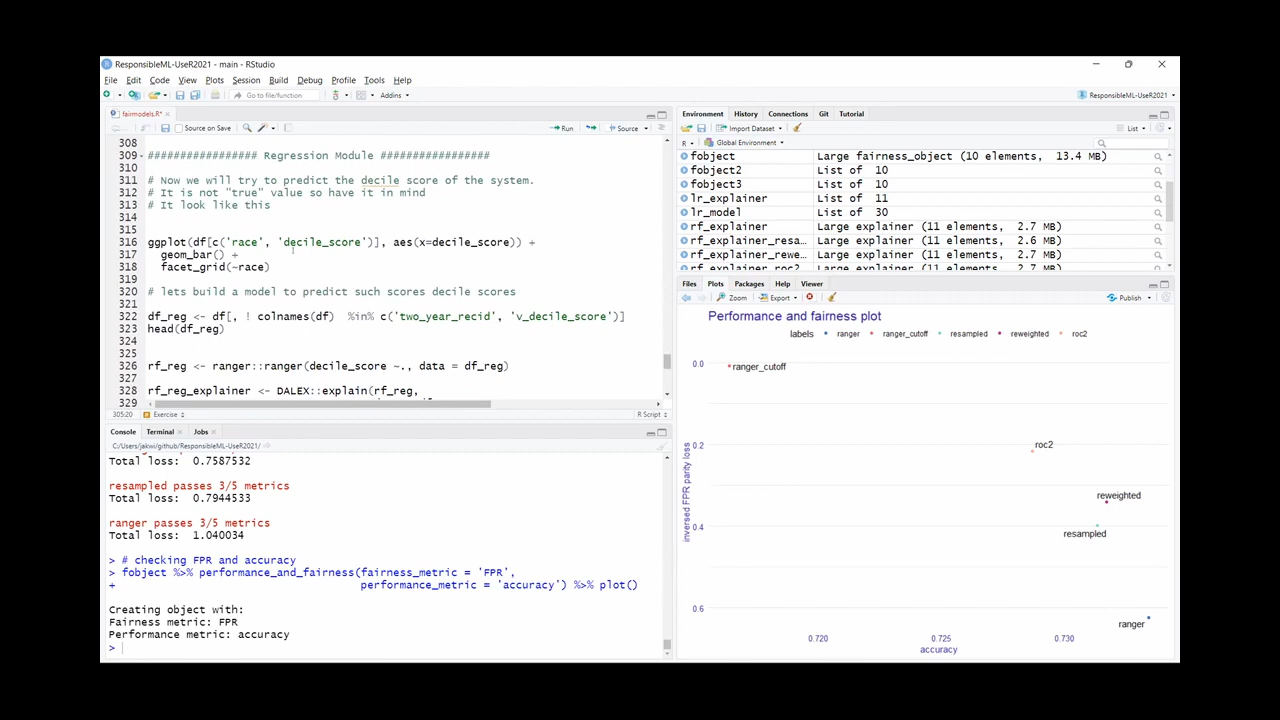 ResponsibleML-UseR2021 - main - RStudio
File Edit Code View Plots Session Build Debug Profile Tools Help
Go to file/function Addins ResponsibleML-UseR2021
fairmodels.R*
Source on Save Run Source
308
309 ################# Regression Module #################
310
311 # Now we will try to predict the decile score of the system.
312 # It is not "true" value so have it in mind
313 # It look like this
314
315
316 ggplot(df[c('race', 'decile_score')], aes(x=decile_score)) +
317 geom_bar() +
318 facet_grid(~race)
319
320 # lets build a model to predict such scores decile scores
321
322 df_reg <- df[, ! colnames(df) %in% c('two_year_recid', 'v_decile_score')]
323 head(df_reg)
324
325
326 rf_reg <- ranger::ranger(decile_score ~., data = df_reg)
327
328 rf_reg_explainer <- DALEX::explain(rf_reg,
329
305:20 Exercise R Script
Console Terminal Jobs
C:/Users/jakwi/github/ResponsibleML-UseR2021/
Total loss: 0.7587532
resampled passes 3/5 metrics
Total loss: 0.7944533
ranger passes 3/5 metrics
Total loss: 1.040034
> # checking FPR and accuracy
> fobject %>% performance_and_fairness(fairness_metric = 'FPR',
+ performance_metric = 'accuracy') %>% plot()
Creating object with:
Fairness metric: FPR
Performance metric: accuracy
>
Environment History Connections Git Tutorial
Import Dataset List
R Global Environment
fobject Large fairness_object (10 elements, 13.4 MB)
fobject2 List of 10
fobject3 List of 10
lr_explainer List of 11
lr_model List of 30
rf_explainer Large explainer (11 elements, 2.7 MB)
rf_explainer_resa... Large explainer (11 elements, 2.6 MB)
rf_explainer_rewe... Large explainer (11 elements, 2.7 MB)
rf_explainer_roc2 Large explainer (11 elements, 2.7 MB)
Files Plots Packages Help Viewer
Zoom Export Publish
Performance and fairness plot
labels ranger ranger_cutoff resampled reweighted roc2
0.0
ranger_cutoff
0.2
roc2
reweighted
0.4
resampled
0.6
ranger
inversed FPR parity loss
0.720 0.725 0.730
accuracy